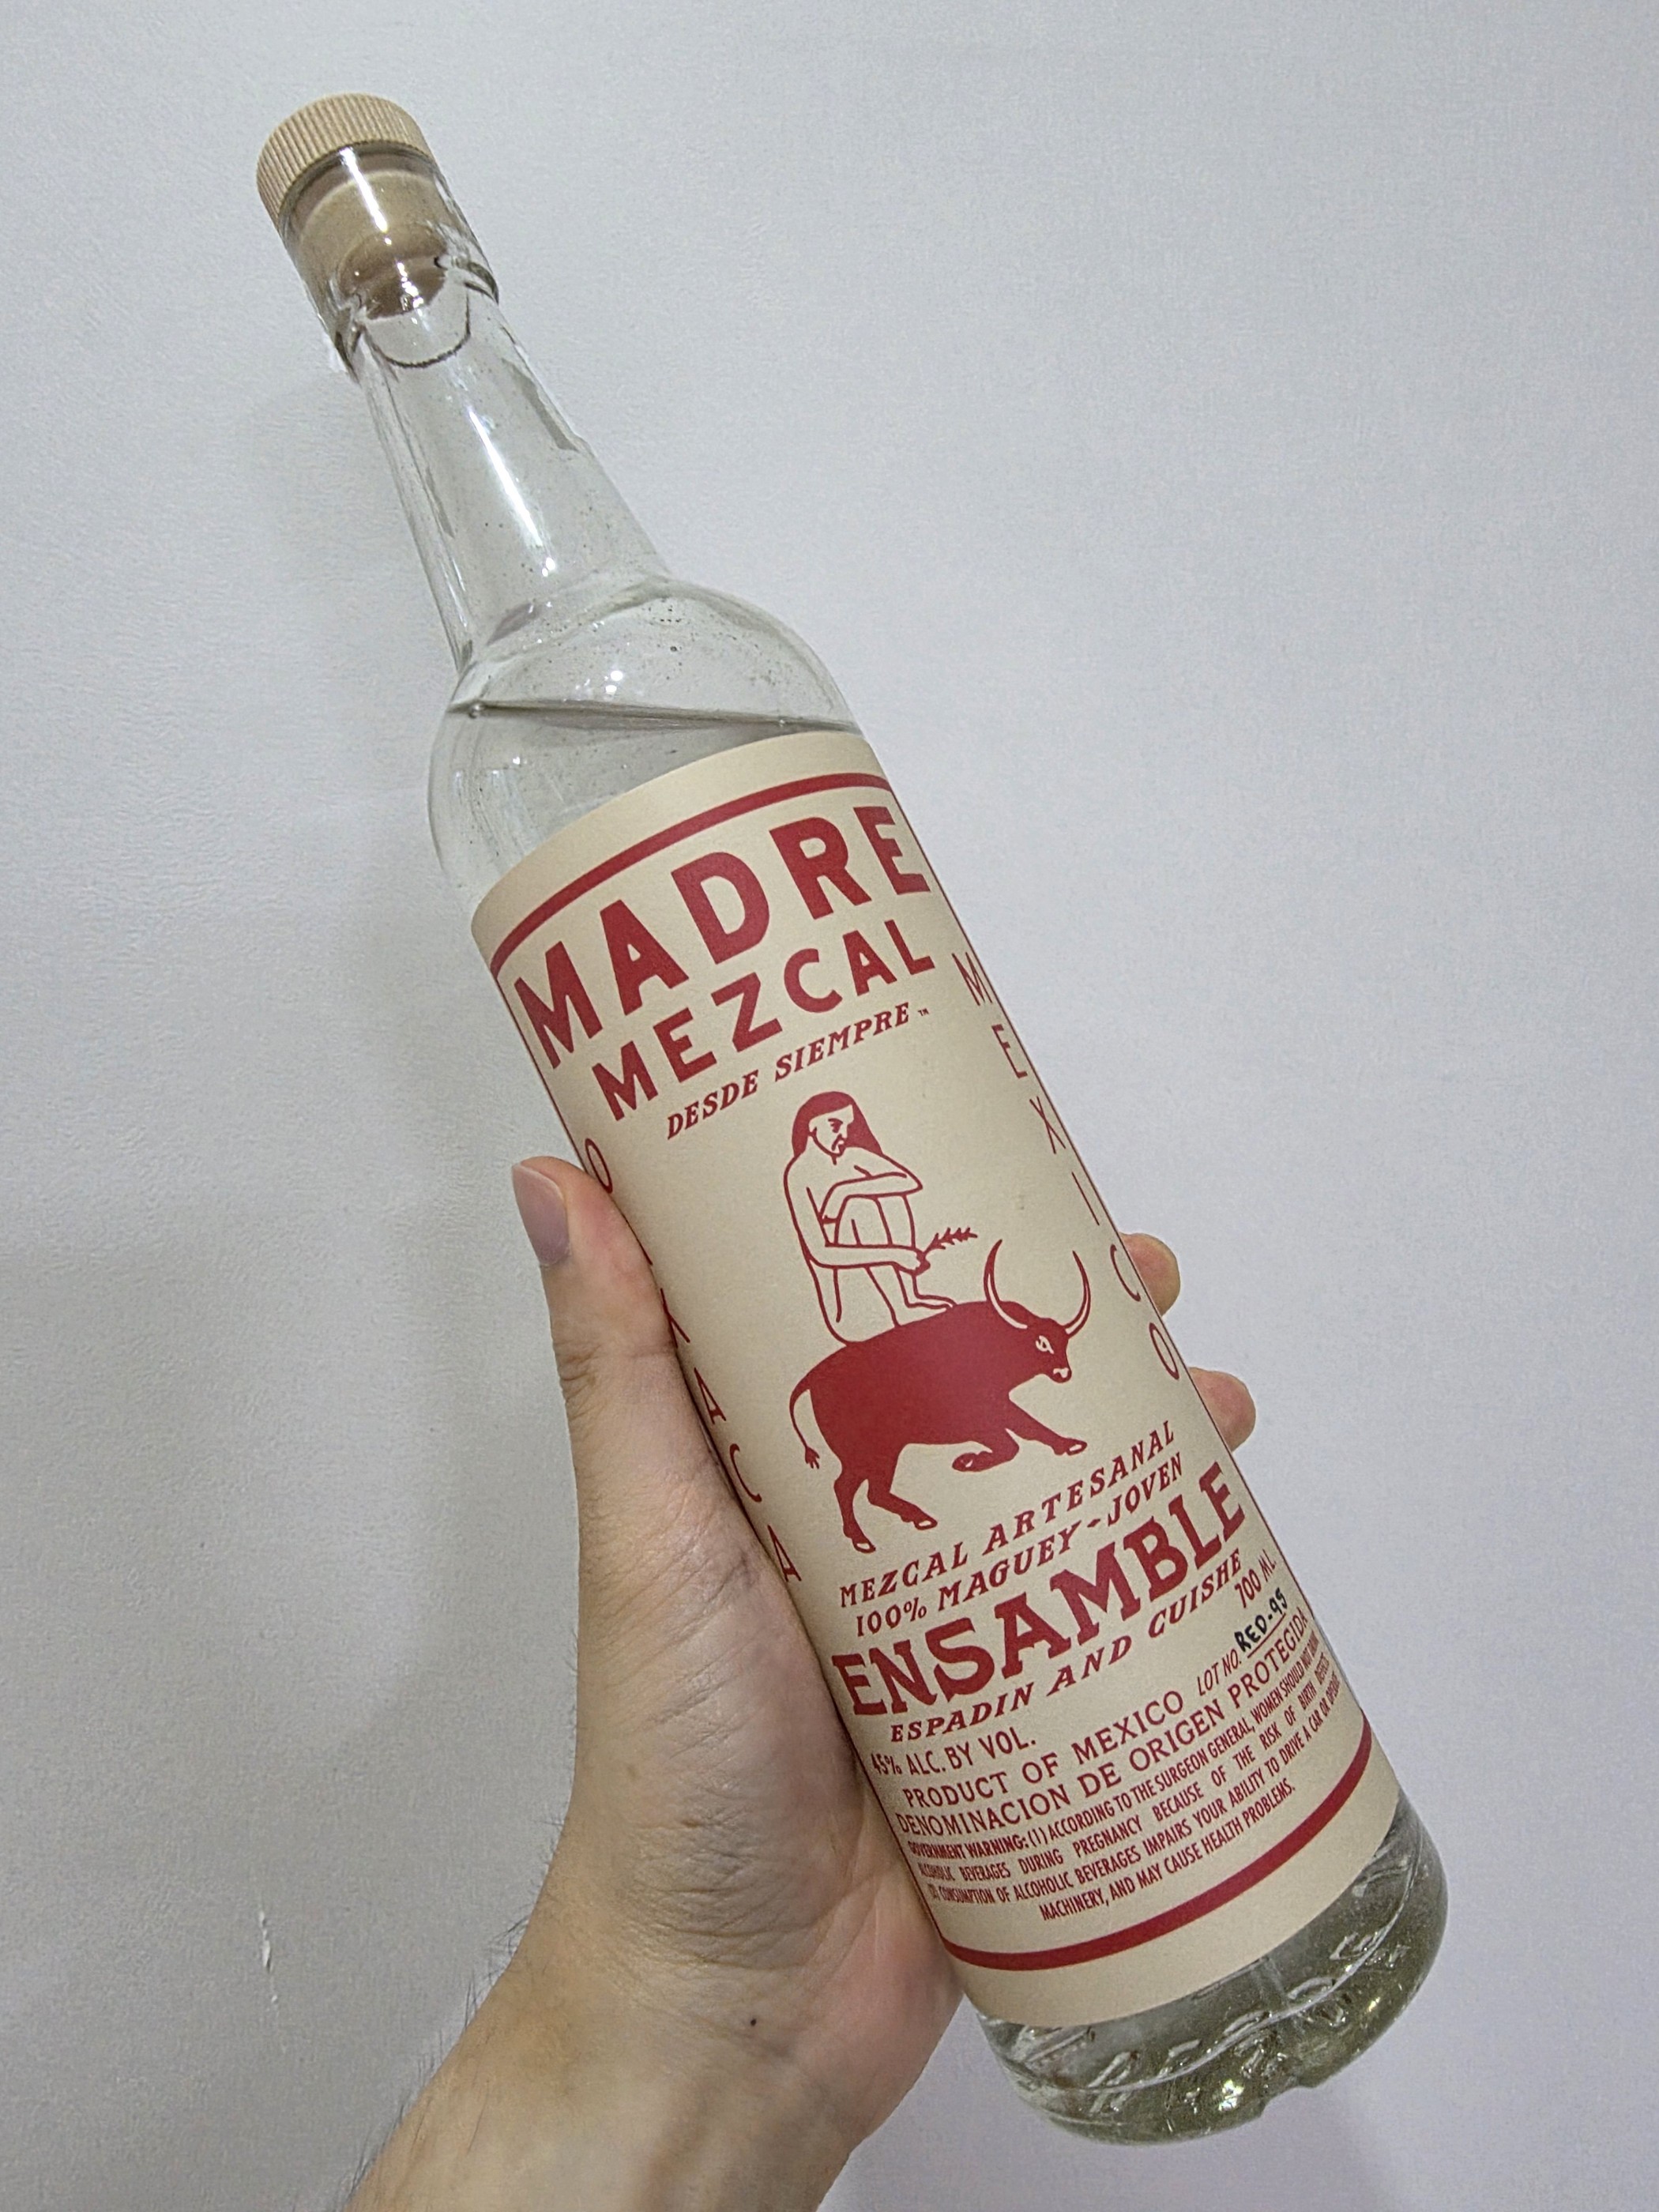 MADRE
MEZCAL
DESDE SIEMPRE™
OAXACA
MEXICO
MEZCAL ARTESANAL
100% MAGUEY-JOVEN
ENSAMBLE
ESPADIN AND CUISHE
45% ALC. BY VOL. 700 ML
PRODUCT OF MEXICO LOT NO. RED-95
DENOMINACION DE ORIGEN PROTEGIDA
GOVERNMENT WARNING: (1) ACCORDING TO THE SURGEON GENERAL, WOMEN SHOULD NOT DRINK
ALCOHOLIC BEVERAGES DURING PREGNANCY BECAUSE OF THE RISK OF BIRTH DEFECTS.
(2) CONSUMPTION OF ALCOHOLIC BEVERAGES IMPAIRS YOUR ABILITY TO DRIVE A CAR OR OPERATE
MACHINERY, AND MAY CAUSE HEALTH PROBLEMS.